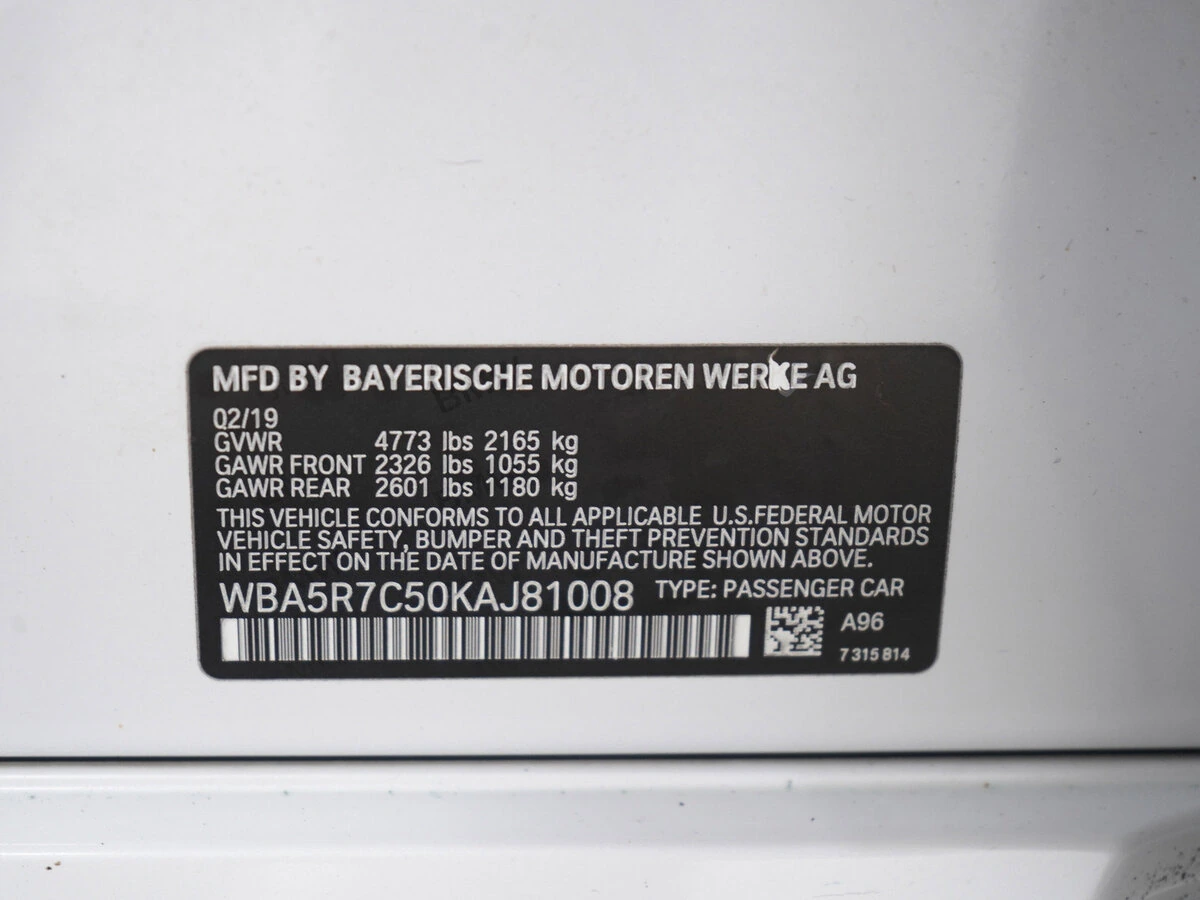 MFD BY BAYERISCHE MOTOREN WERKE AG
02/19
GVWR 4773 lbs 2165 kg
GAWR FRONT 2326 lbs 1055 kg
GAWR REAR 2601 lbs 1180 kg
THIS VEHICLE CONFORMS TO ALL APPLICABLE U.S.FEDERAL MOTOR
VEHICLE SAFETY, BUMPER AND THEFT PREVENTION STANDARDS
IN EFFECT ON THE DATE OF MANUFACTURE SHOWN ABOVE.
WBA5R7C50KAJ81008 TYPE: PASSENGER CAR
A96
7 315 814